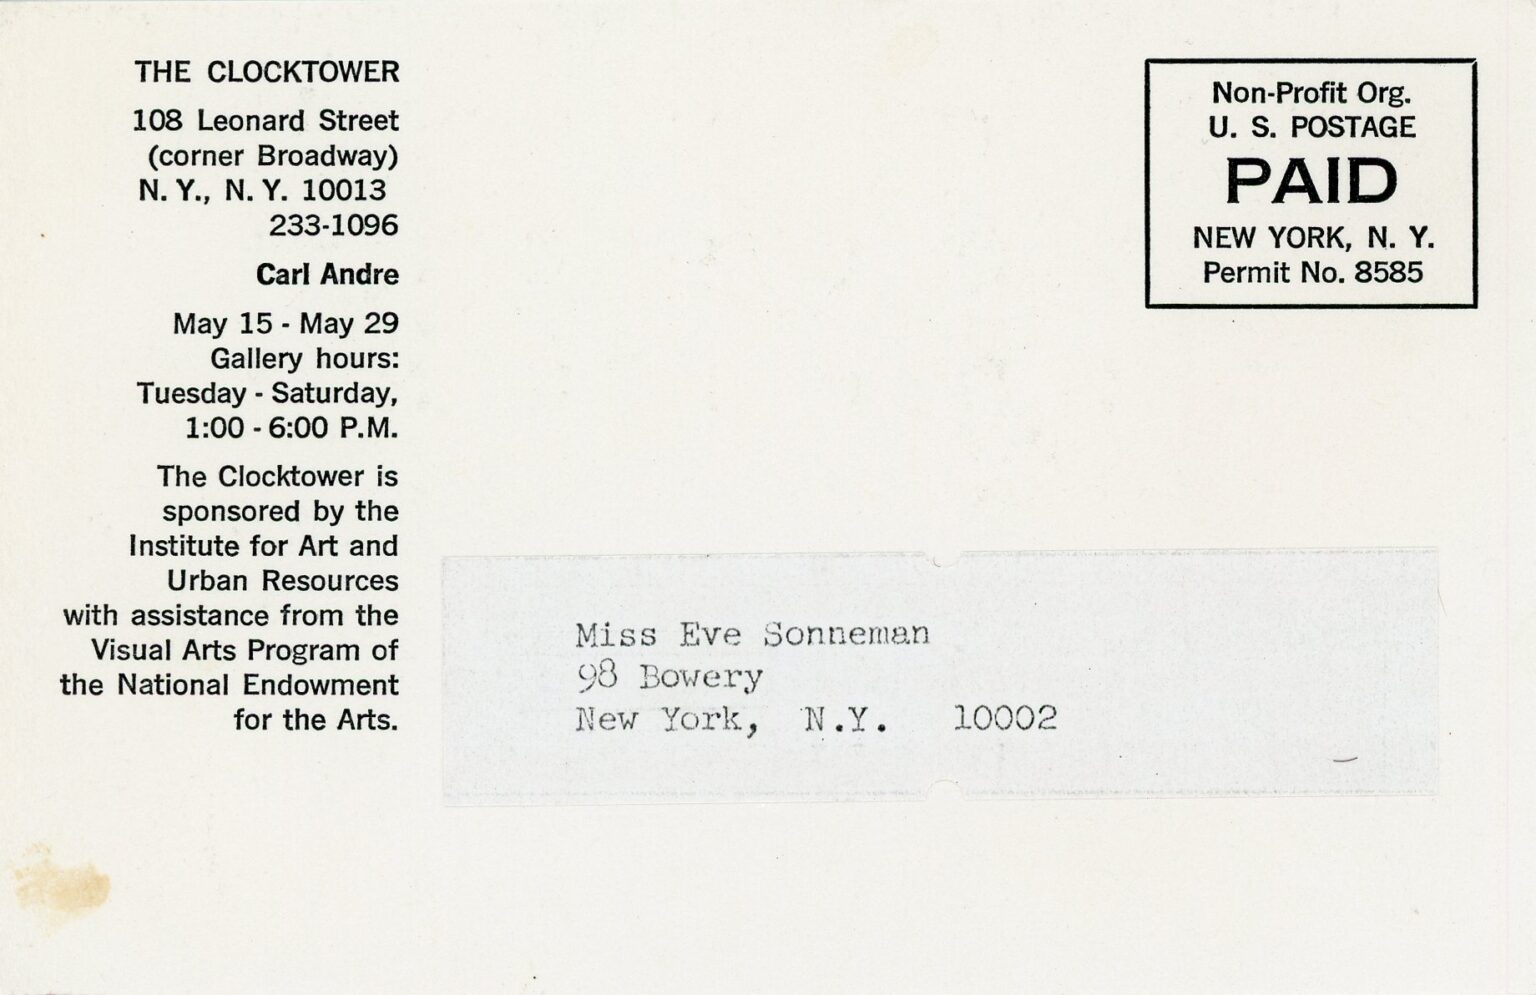 THE CLOCKTOWER
108 Leonard Street
(corner Broadway)
N. Y., N. Y. 10013
233-1096
Carl Andre
May 15 - May 29
Gallery hours:
Tuesday - Saturday,
1:00 - 6:00 P.M.
The Clocktower is
sponsored by the
Institute for Art and
Urban Resources
with assistance from the
Visual Arts Program of
the National Endowment
for the Arts.
Non-Profit Org.
U. S. POSTAGE
PAID
NEW YORK, N. Y.
Permit No. 8585
Miss Eve Sonneman
98 Bowery
New York, N.Y. 10002